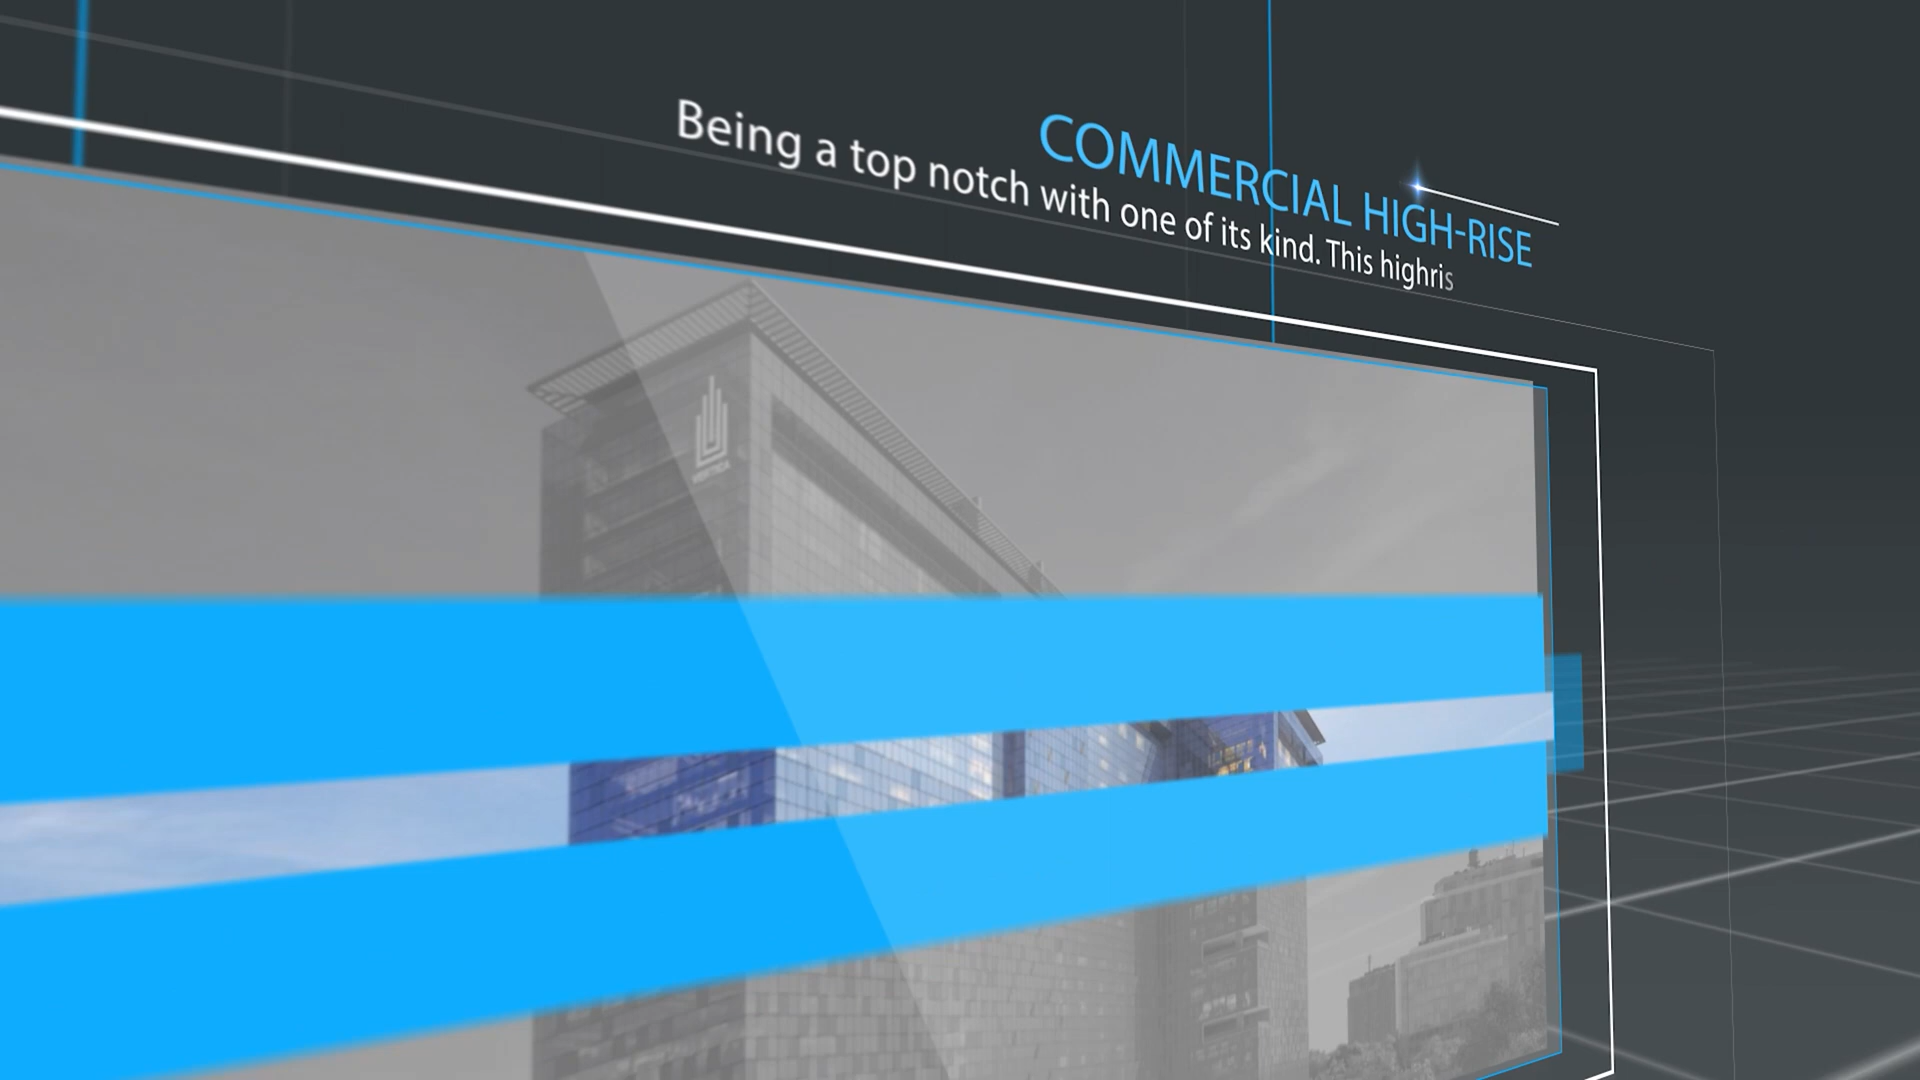 COMMERCIAL HIGH-RISE
Being a top notch with one of its kind. This highris